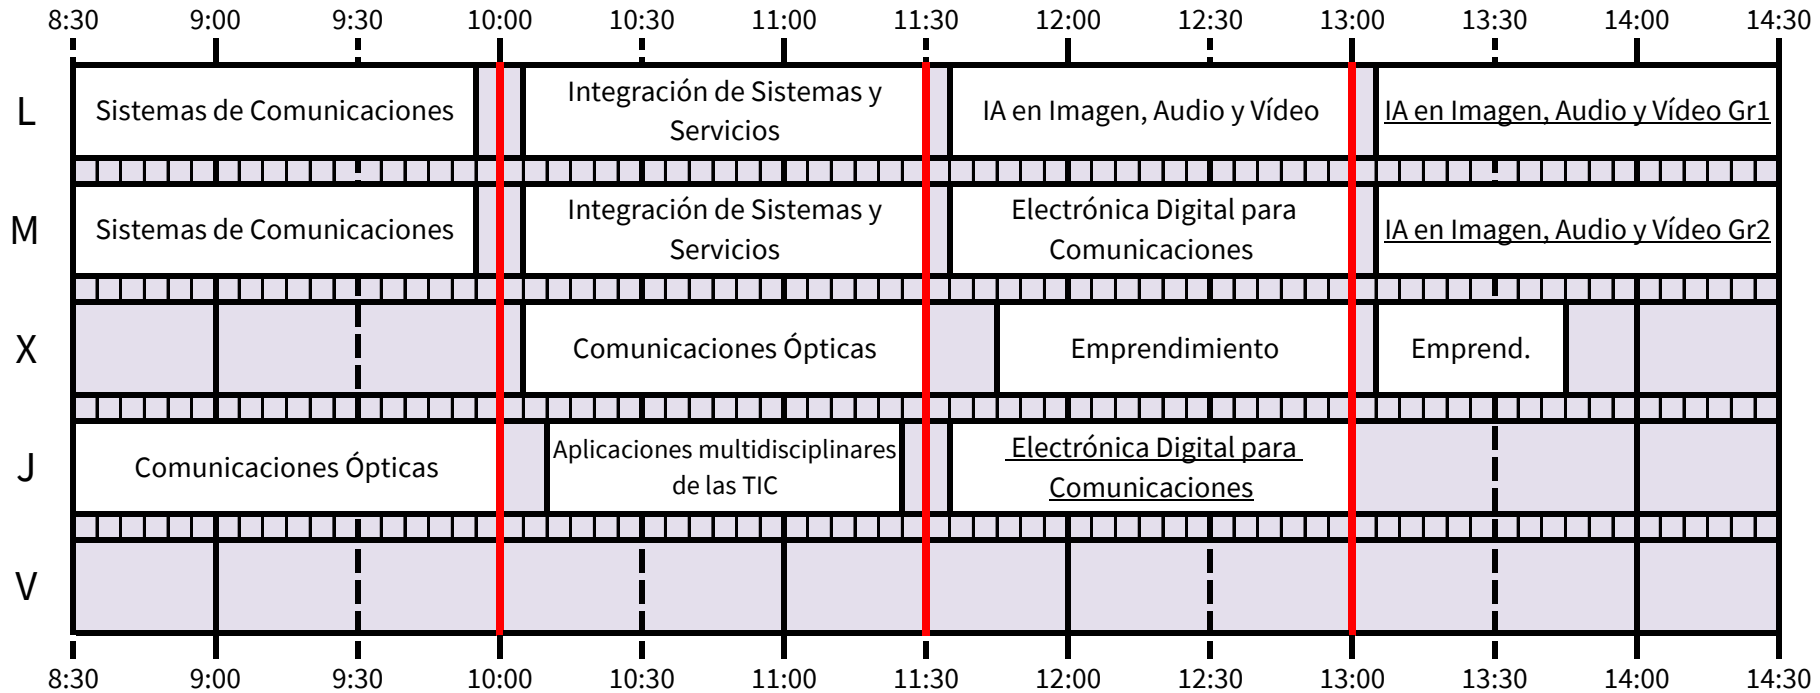 8:30 9:00 9:30 10:00 10:30 11:00 11:30 12:00 12:30 13:00 13:30 14:00 14:30
L
Sistemas de Comunicaciones
Integración de Sistemas y
Servicios
IA en Imagen, Audio y Vídeo
IA en Imagen, Audio y Vídeo Gr1
M
Sistemas de Comunicaciones
Integración de Sistemas y
Servicios
Electrónica Digital para
Comunicaciones
IA en Imagen, Audio y Vídeo Gr2
X
Comunicaciones Ópticas
Emprendimiento
Emprend.
J
Comunicaciones Ópticas
Aplicaciones multidisciplinares
de las TIC
Electrónica Digital para
Comunicaciones
V
8:30 9:00 9:30 10:00 10:30 11:00 11:30 12:00 12:30 13:00 13:30 14:00 14:30